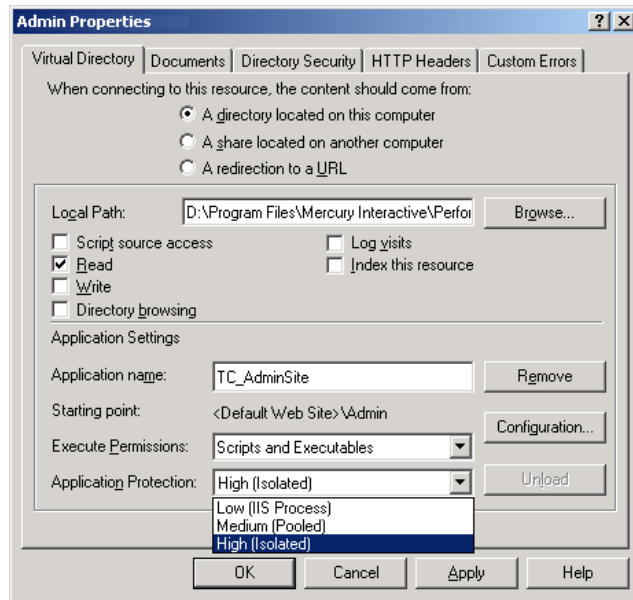 Admin Properties
Virtual Directory Documents Directory Security HTTP Headers Custom Errors
When connecting to this resource, the content should come from:
A directory located on this computer
A share located on another computer
A redirection to a URL
Local Path: D:\Program Files\Mercury Interactive\Perfor Browse...
Script source access Log visits
Read Index this resource
Write
Directory browsing
Application Settings
Application name: TC_AdminSite Remove
Starting point: <Default Web Site>\Admin
Configuration...
Execute Permissions: Scripts and Executables
Application Protection: High (Isolated) Unload
Low (IIS Process)
Medium (Pooled)
High (Isolated)
OK Cancel Apply Help